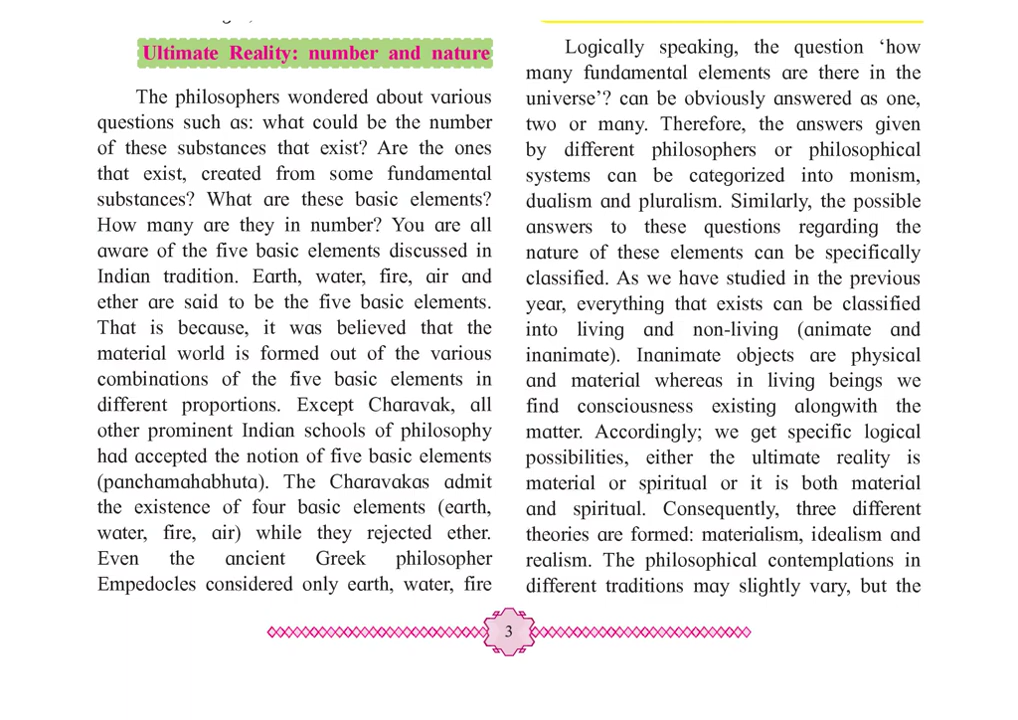 Ultimate Reality: number and nature
The philosophers wondered about various
questions such as: what could be the number
of these substances that exist? Are the ones
that exist, created from some fundamental
substances? What are these basic elements?
How many are they in number? You are all
aware of the five basic elements discussed in
Indian tradition. Earth, water, fire, air and
ether are said to be the five basic elements.
That is because, it was believed that the
material world is formed out of the various
combinations of the five basic elements in
different proportions. Except Charavak, all
other prominent Indian schools of philosophy
had accepted the notion of five basic elements
(panchamahabhuta). The Charavakas admit
the existence of four basic elements (earth,
water, fire, air) while they rejected ether.
Even the ancient Greek philosopher
Empedocles considered only earth, water, fire
Logically speaking, the question ‘how
many fundamental elements are there in the
universe’? can be obviously answered as one,
two or many. Therefore, the answers given
by different philosophers or philosophical
systems can be categorized into monism,
dualism and pluralism. Similarly, the possible
answers to these questions regarding the
nature of these elements can be specifically
classified. As we have studied in the previous
year, everything that exists can be classified
into living and non-living (animate and
inanimate). Inanimate objects are physical
and material whereas in living beings we
find consciousness existing alongwith the
matter. Accordingly; we get specific logical
possibilities, either the ultimate reality is
material or spiritual or it is both material
and spiritual. Consequently, three different
theories are formed: materialism, idealism and
realism. The philosophical contemplations in
different traditions may slightly vary, but the
3